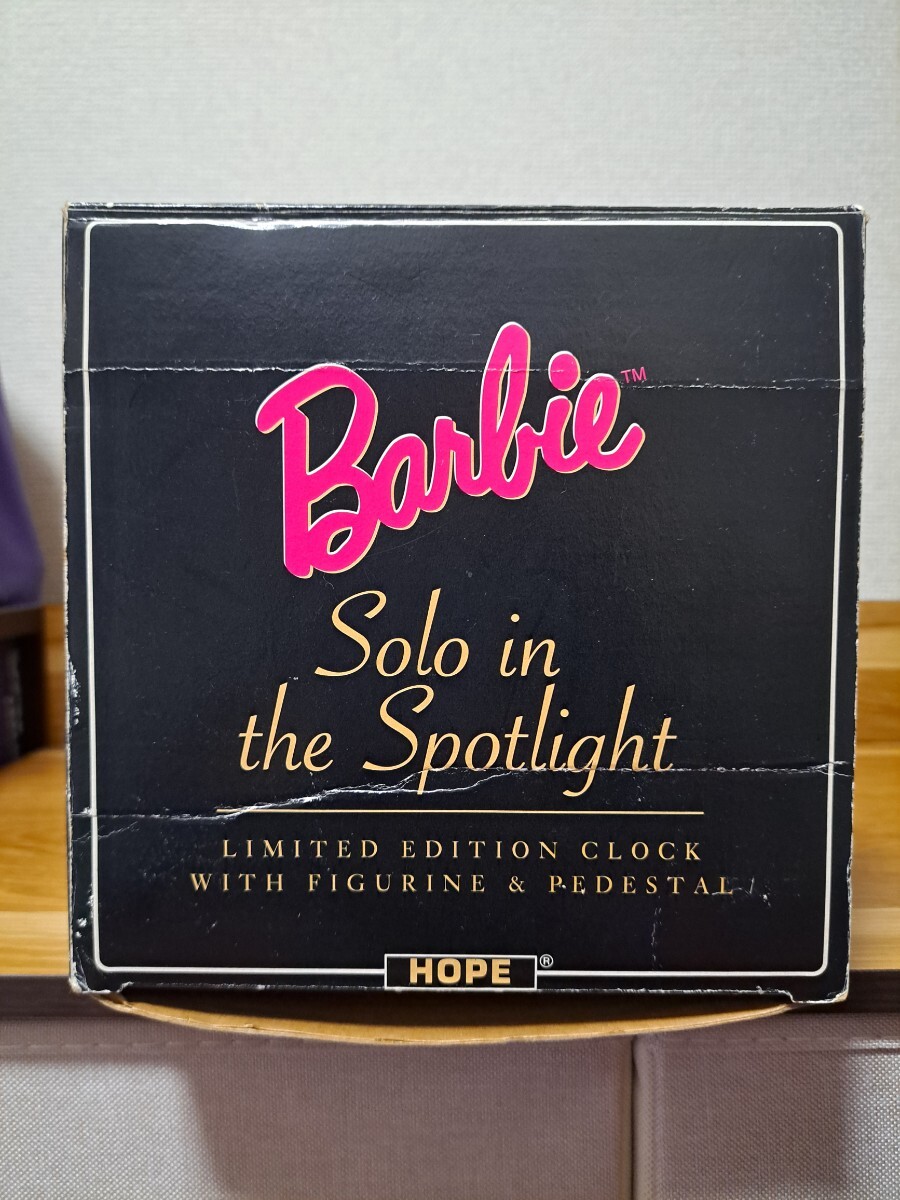 Barbie™
Solo in
the Spotlight
LIMITED EDITION CLOCK
WITH FIGURINE & PEDESTAL
HOPE®